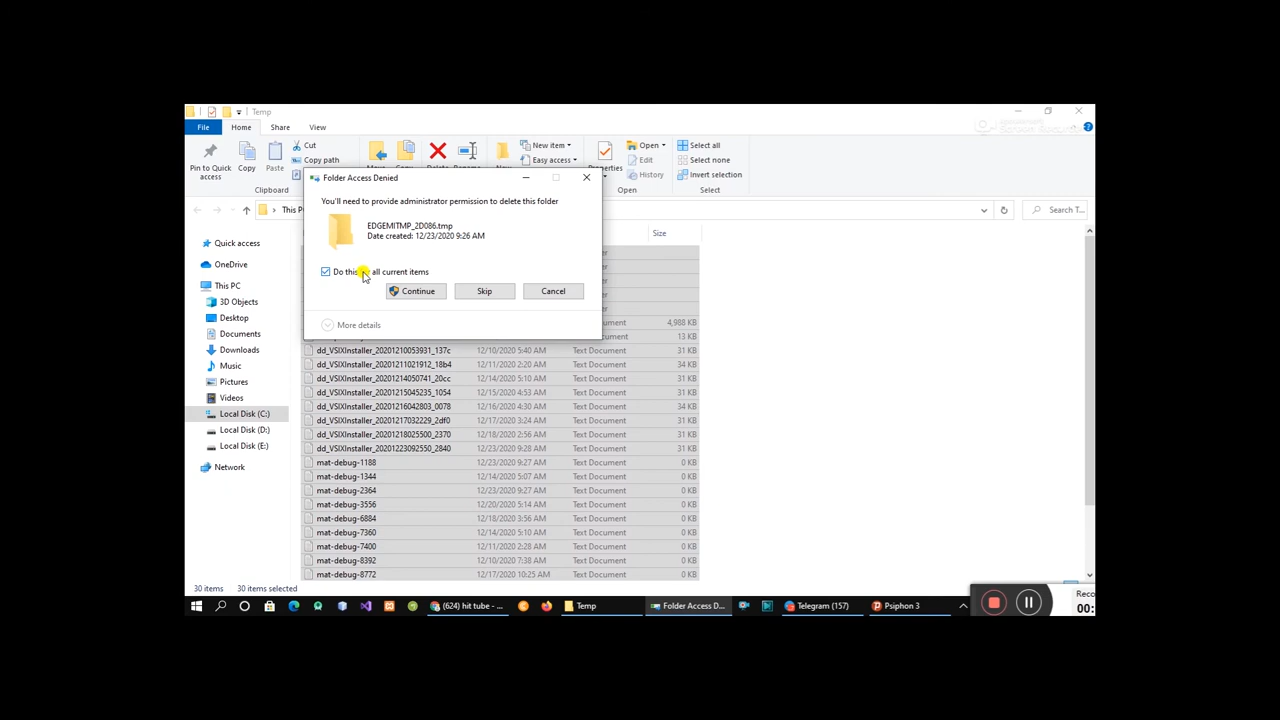 Temp
File Home Share View
Pin to Quick access
Copy
Paste
Cut
Copy path
Clipboard
New item
Easy access
Properties
Open
Edit
History
Open
Select all
Select none
Invert selection
Select
This P
Search T...
Folder Access Denied
You'll need to provide administrator permission to delete this folder
EDGEMITMP_2D086.tmp
Date created: 12/23/2020 9:26 AM
Do this all current items
Continue Skip Cancel
More details
Quick access
OneDrive
This PC
3D Objects
Desktop
Documents
Downloads
Music
Pictures
Videos
Local Disk (C:)
Local Disk (D:)
Local Disk (E:)
Network
Size
4,988 KB
13 KB
dd_VSIXInstaller_20201210053931_137c 12/10/2020 5:40 AM Text Document 31 KB
dd_VSIXInstaller_20201211021912_18b4 12/11/2020 2:20 AM Text Document 34 KB
dd_VSIXInstaller_20201214050741_20cc 12/14/2020 5:10 AM Text Document 31 KB
dd_VSIXInstaller_20201215045235_1054 12/15/2020 4:53 AM Text Document 31 KB
dd_VSIXInstaller_20201216042803_0078 12/16/2020 4:30 AM Text Document 34 KB
dd_VSIXInstaller_20201217032229_2df0 12/17/2020 3:24 AM Text Document 31 KB
dd_VSIXInstaller_20201218025500_2370 12/18/2020 2:56 AM Text Document 31 KB
dd_VSIXInstaller_20201223092550_2840 12/23/2020 9:28 AM Text Document 31 KB
mat-debug-1188 12/23/2020 9:27 AM Text Document 0 KB
mat-debug-1344 12/14/2020 5:07 AM Text Document 0 KB
mat-debug-2364 12/23/2020 9:27 AM Text Document 0 KB
mat-debug-3556 12/20/2020 5:14 AM Text Document 0 KB
mat-debug-6884 12/18/2020 3:56 AM Text Document 0 KB
mat-debug-7360 12/14/2020 5:10 AM Text Document 0 KB
mat-debug-7400 12/11/2020 2:28 AM Text Document 0 KB
mat-debug-8392 12/10/2020 7:38 AM Text Document 0 KB
mat-debug-8772 12/17/2020 10:25 AM Text Document 0 KB
30 items 30 items selected
(624) hit tube - Temp Folder Access D... Telegram (157) Psiphon 3
Reco
00: